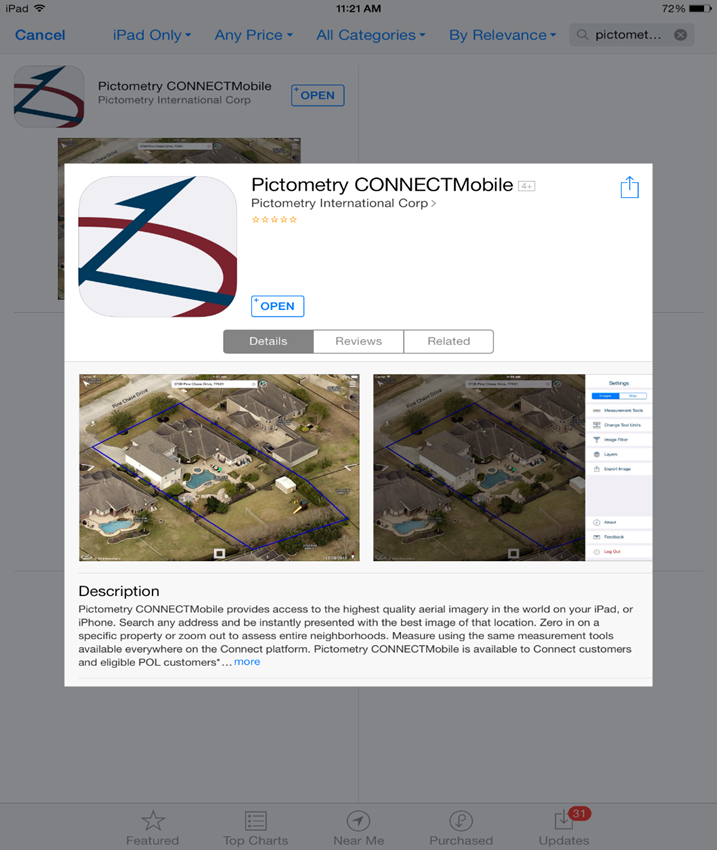 iPad
11:21 AM
72%
Cancel
iPad Only
Any Price
All Categories
By Relevance
pictomet...
Pictometry CONNECTMobile
Pictometry International Corp
+OPEN
Pictometry CONNECTMobile 4+
Pictometry International Corp >
+OPEN
Details
Reviews
Related
Pine Chase Drive
Settings
Images
Map
Measurement Tools
Change Tool Units
Image Filter
Layers
Export Image
About
Feedback
Log Out
Description
Pictometry CONNECTMobile provides access to the highest quality aerial imagery in the world on your iPad, or
iPhone. Search any address and be instantly presented with the best image of that location. Zero in on a
specific property or zoom out to assess entire neighborhoods. Measure using the same measurement tools
available everywhere on the Connect platform. Pictometry CONNECTMobile is available to Connect customers
and eligible POL customers*... more
Featured
Top Charts
Near Me
Purchased
31
Updates